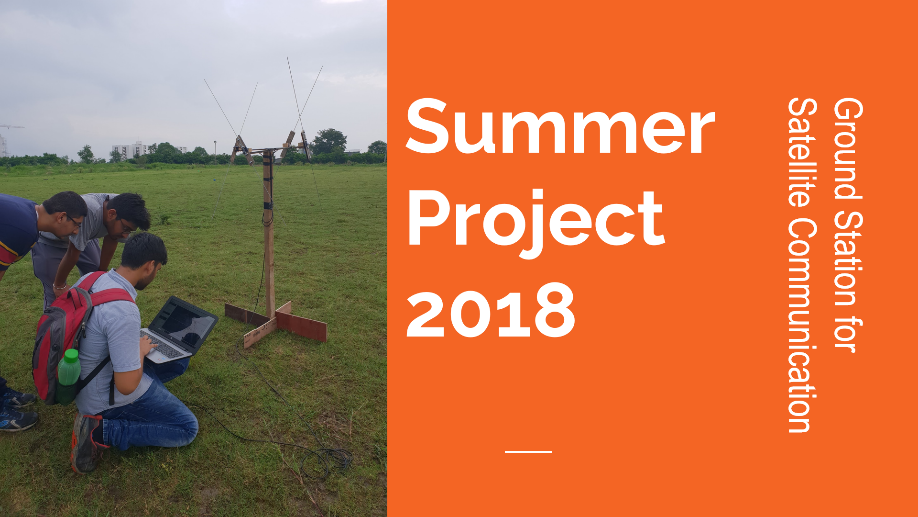 Summer
Project
2018
Ground Station for
Satellite Communication